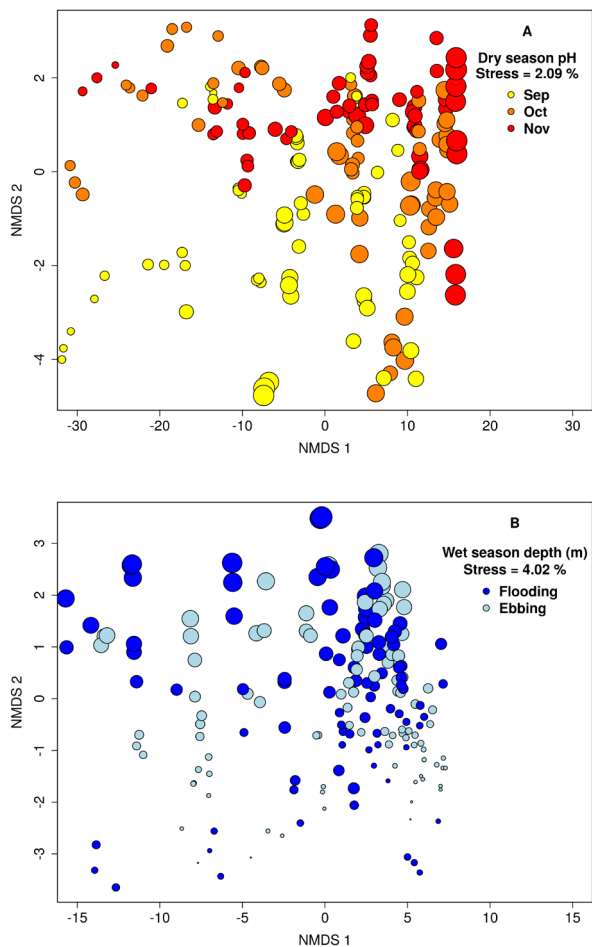 A
Dry season pH
Stress = 2.09 %
Sep
Oct
Nov
2
0
-2
-4
NMDS 2
-30
-20
-10
0
10
20
30
NMDS 1
B
Wet season depth (m)
Stress = 4.02 %
Flooding
Ebbing
3
2
1
0
-1
-2
-3
NMDS 2
-15
-10
-5
0
5
10
15
NMDS 1